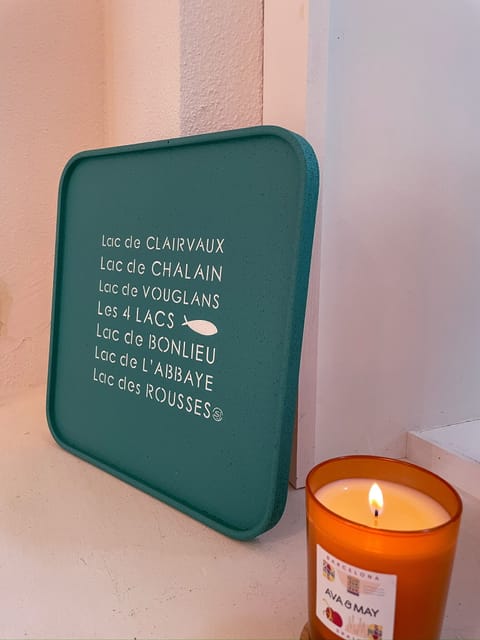 Lac de CLAIRVAUX
Lac de CHALAIN
Lac de VOUGLANS
Les 4 LACS
Lac de BONLIEU
Lac de L'ABBAYE
Lac des ROUSSES
BARCELONA
AVA & MAY